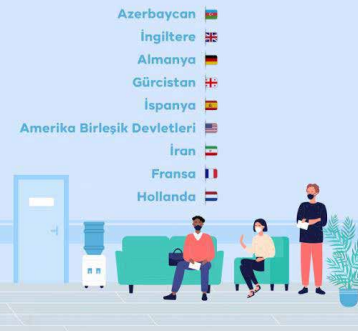 Azerbaycan
İngiltere
Almanya
Gürcistan
İspanya
Amerika Birleşik Devletleri
İran
Fransa
Hollanda